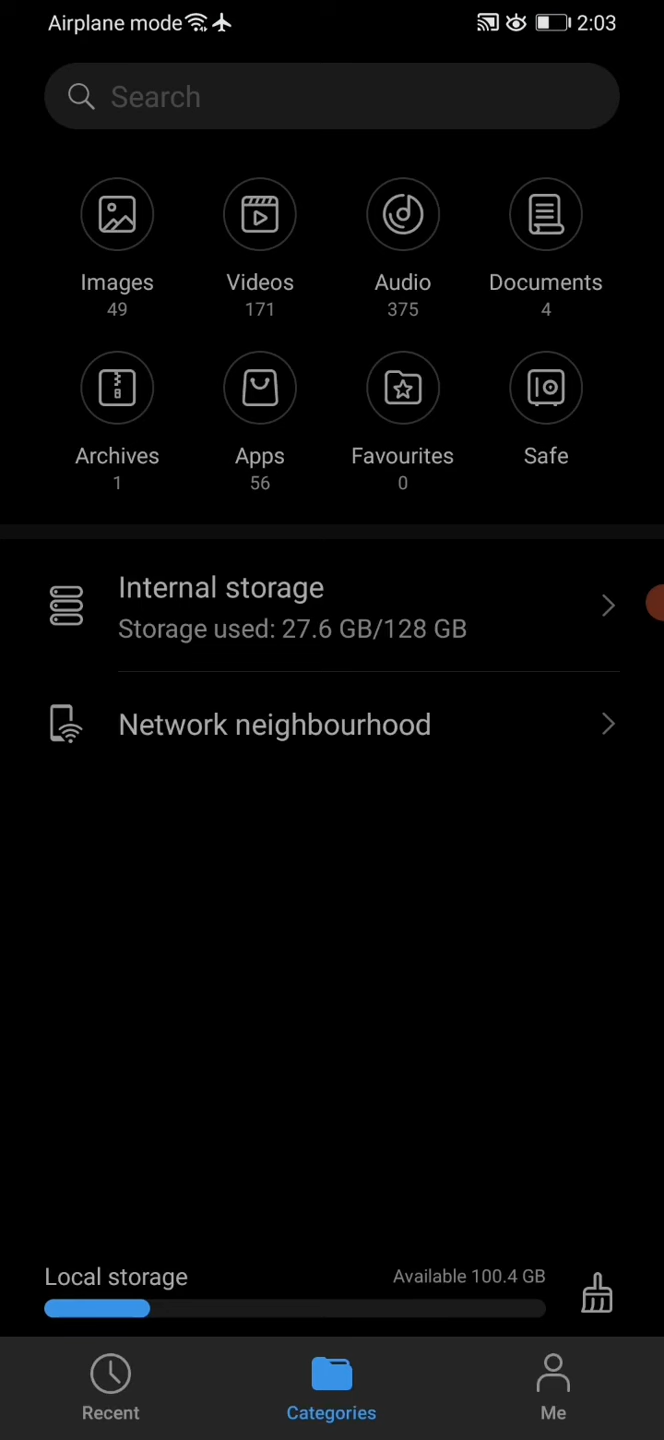 Airplane mode 2:03
Search
Images Videos Audio Documents
49 171 375 4
Archives Apps Favourites Safe
1 56 0
Internal storage
Storage used: 27.6 GB/128 GB
Network neighbourhood
Local storage Available 100.4 GB
Recent Categories Me